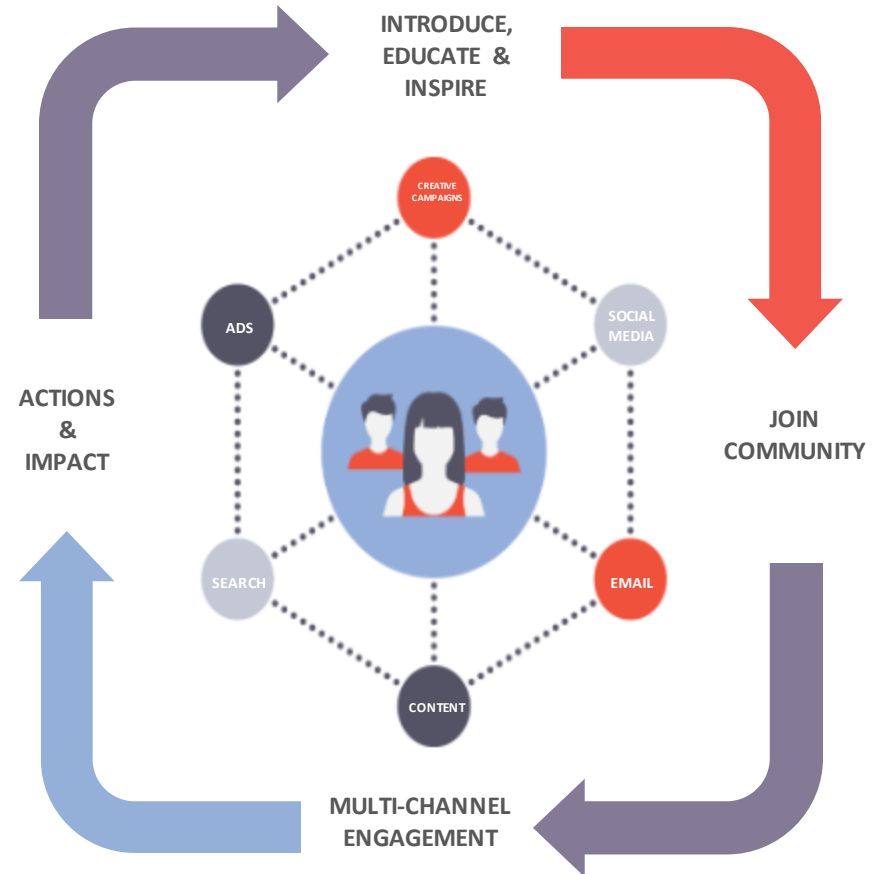 INTRODUCE,
EDUCATE &
INSPIRE
CREATIVE
CAMPAIGNS
ADS
SOCIAL
MEDIA
ACTIONS
&
IMPACT
JOIN
COMMUNITY
SEARCH
EMAIL
CONTENT
MULTI-CHANNEL
ENGAGEMENT